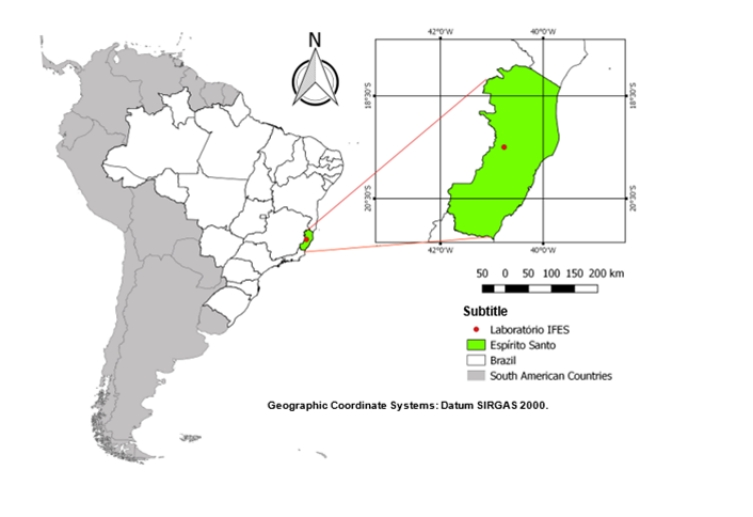 N
42°0'W 40°0'W
18°30'S 18°30'S
20°30'S 20°30'S
42°0'W 40°0'W
50 0 50 100 150 200 km
Subtitle
Laboratório IFES
Espírito Santo
Brazil
South American Countries
Geographic Coordinate Systems: Datum SIRGAS 2000.